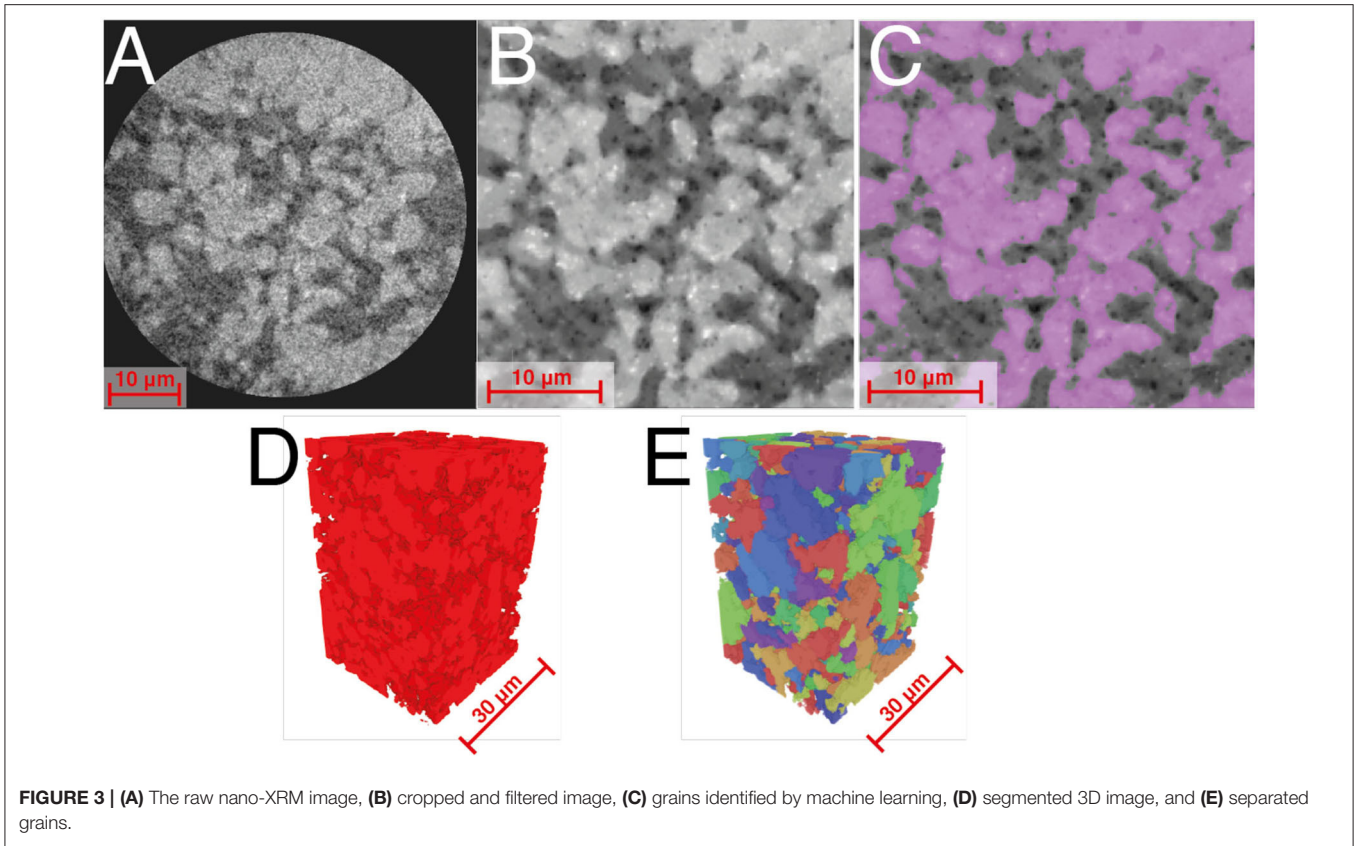 A
B
C
10 µm
10 µm
10 µm
D
E
30 µm
30 µm
FIGURE 3 | (A) The raw nano-XRM image, (B) cropped and filtered image, (C) grains identified by machine learning, (D) segmented 3D image, and (E) separated
grains.